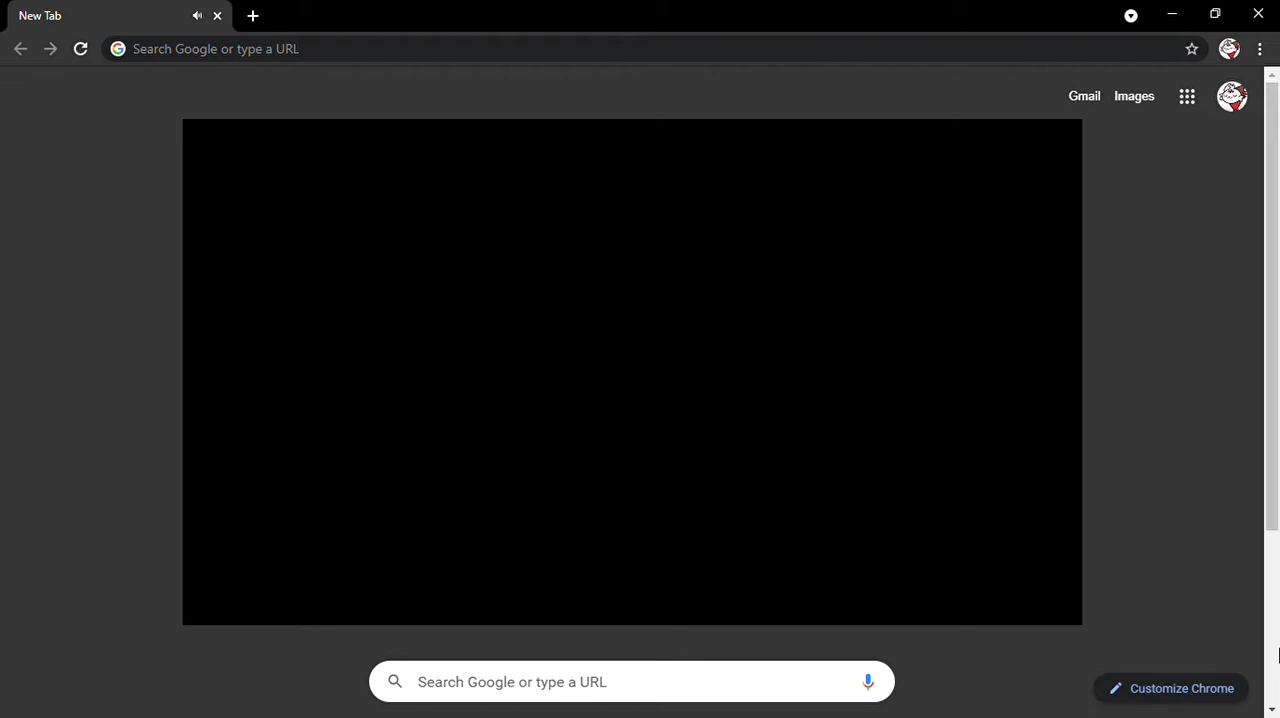 New Tab
Search Google or type a URL
Gmail Images
Search Google or type a URL
Customize Chrome